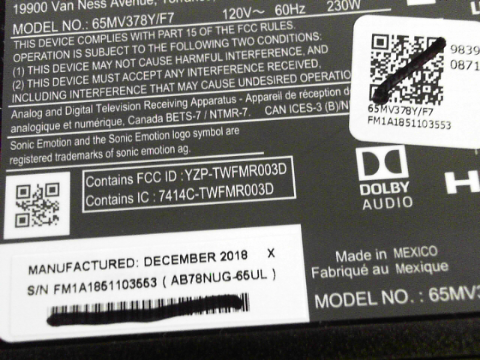 19900 Van Ness Avenue,
MODEL NO.: 65MV378Y/F7 120V~ 60Hz 230W
THIS DEVICE COMPLIES WITH PART 15 OF THE FCC RULES.
OPERATION IS SUBJECT TO THE FOLLOWING TWO CONDITIONS:
(1) THIS DEVICE MAY NOT CAUSE HARMFUL INTERFERENCE, AND
(2) THIS DEVICE MUST ACCEPT ANY INTERFERENCE RECEIVED,
INCLUDING INTERFERENCE THAT MAY CAUSE UNDESIRED OPERATION
Analog and Digital Television Receiving Apparatus - Appareil de réception de
analogique et numérique, Canada BETS-7 / NTMR-7. CAN ICES-3 (B)/N
Sonic Emotion and the Sonic Emotion logo symbol are
registered trademarks of sonic emotion ag.
Contains FCC ID : YZP-TWFMR003D
Contains IC : 7414C-TWFMR003D
9839
0871
65MV378Y/F7
FM1A1851103553
DOLBY
AUDIO
MANUFACTURED: DECEMBER 2018 X
S/N FM1A1851103553 ( AB78NUG-65UL )
Made in MEXICO
Fabriqué au Mexique
MODEL NO. : 65MV3